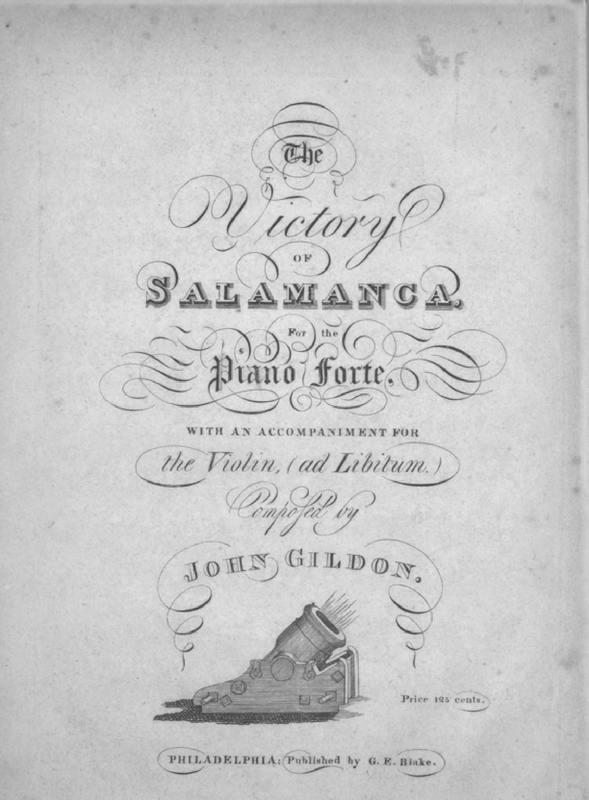 The
Victory
OF
SALAMANCA.
For the
Piano Forte.
WITH AN ACCOMPANIMENT FOR
the Violin, (ad Libitum.)
Composed by
JOHN GILDON.
Price 125 cents.
PHILADELPHIA: Published by G. E. Blake.